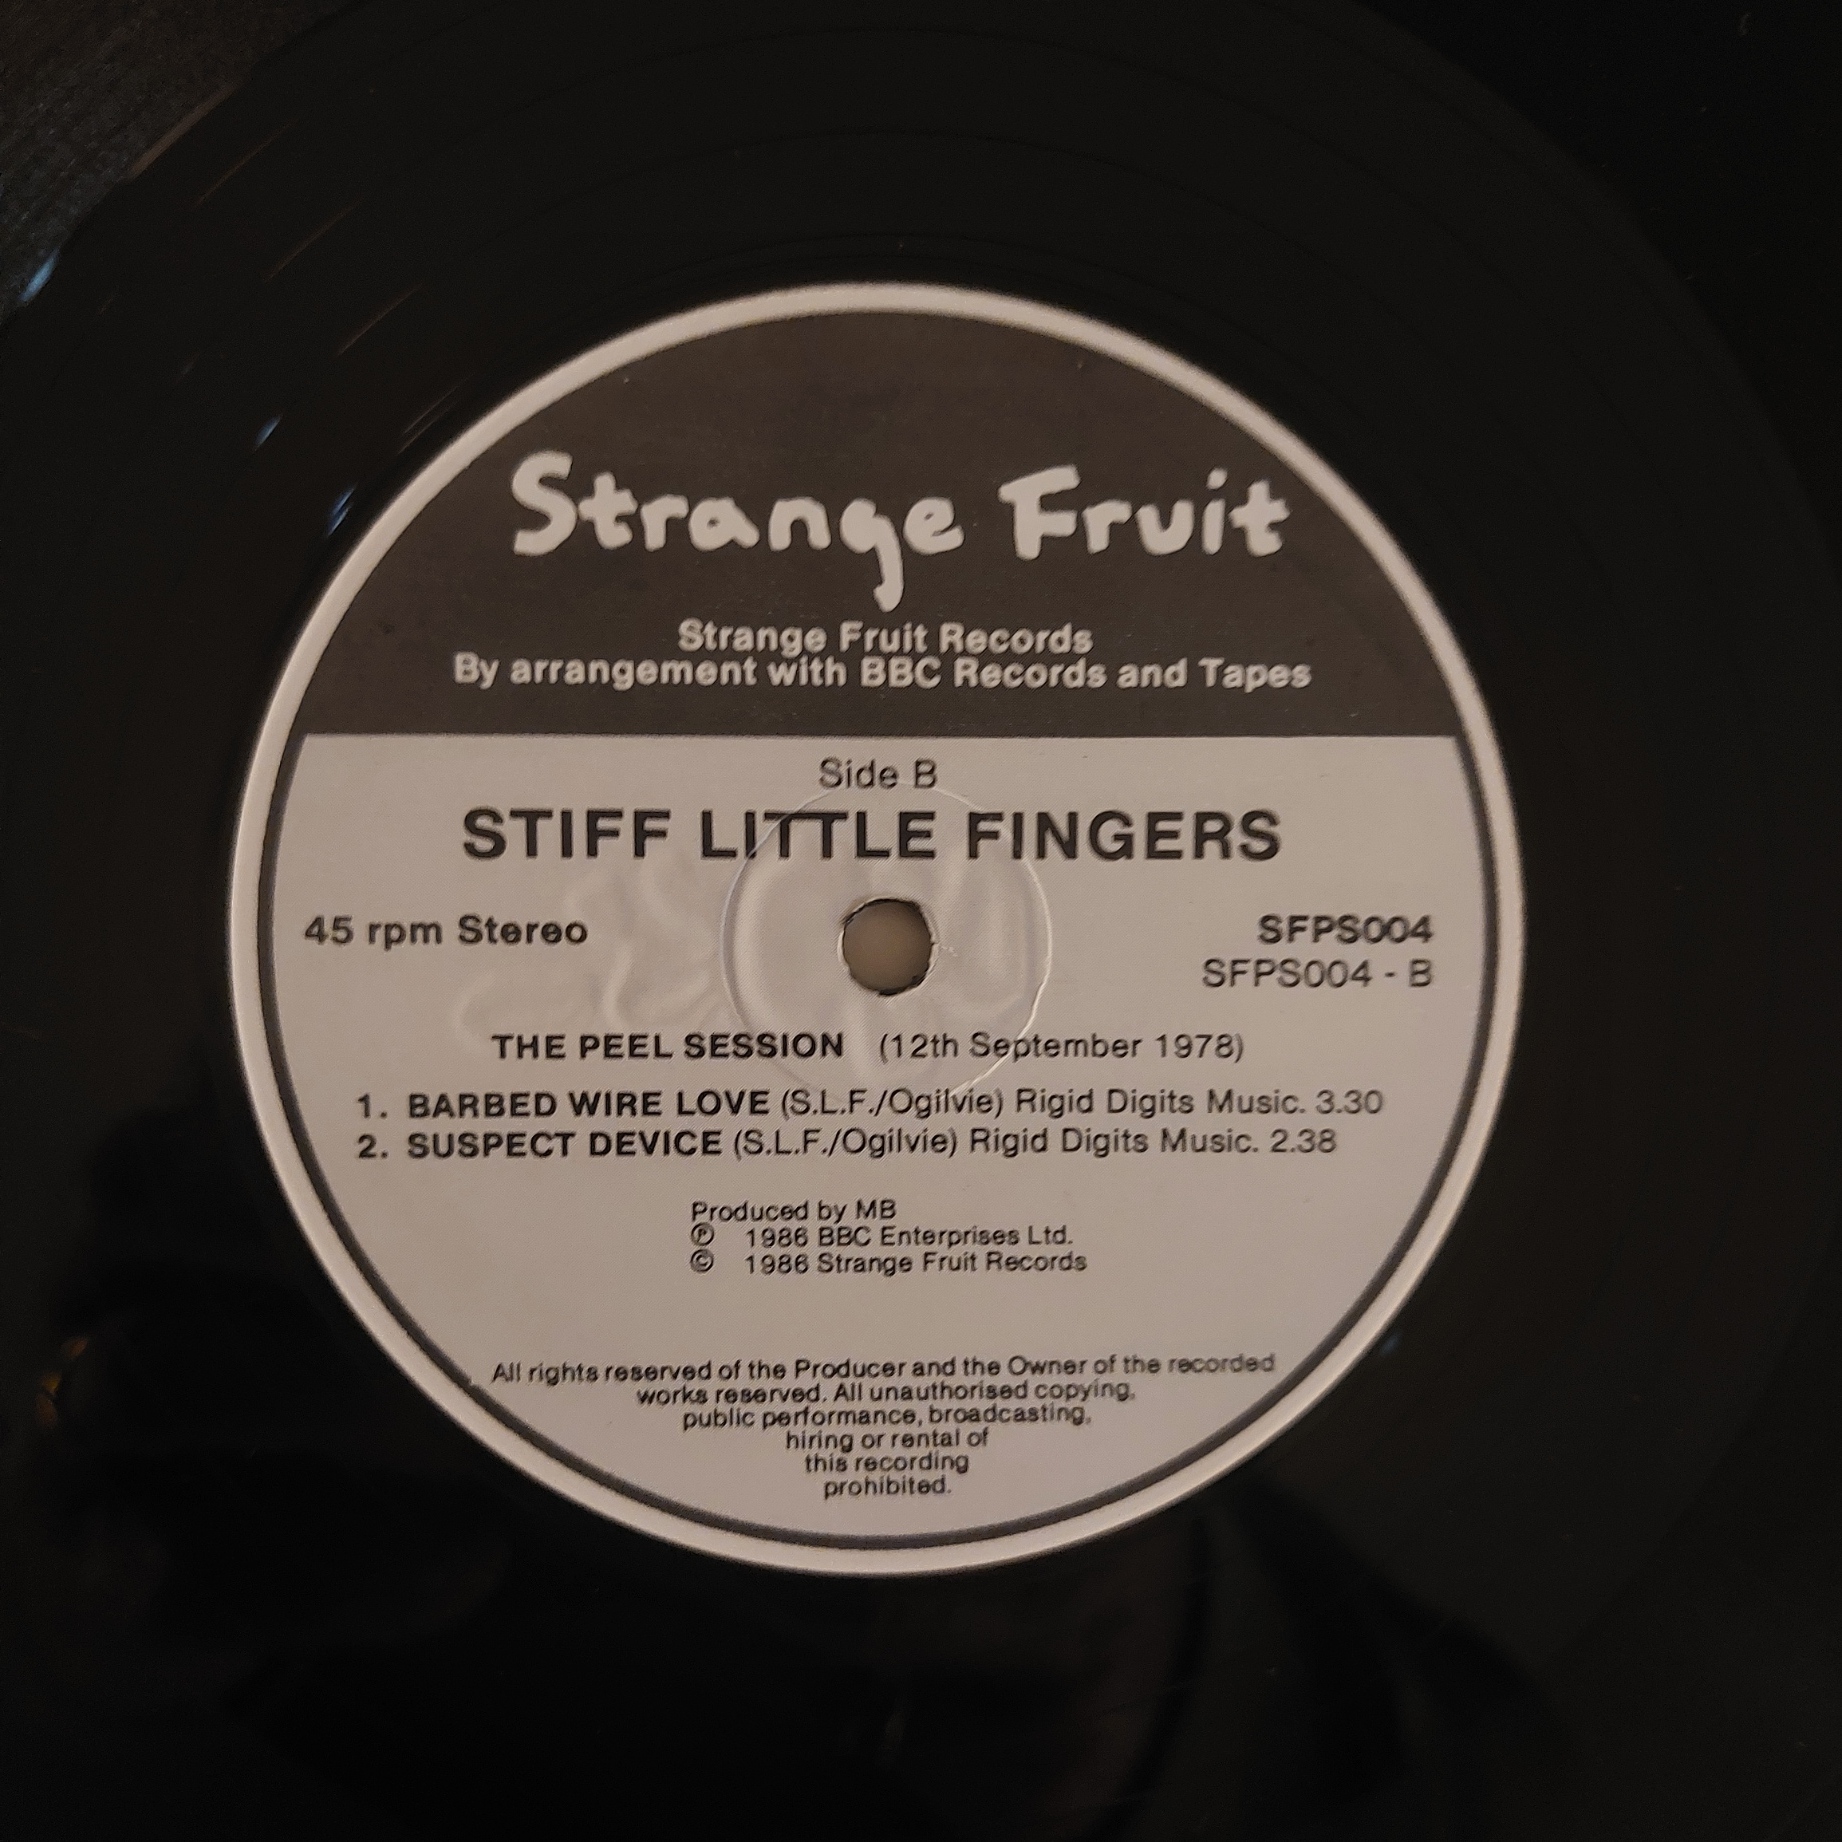 Strange Fruit
Strange Fruit Records
By arrangement with BBC Records and Tapes
Side B
STIFF LITTLE FINGERS
45 rpm Stereo
SFPS004
SFPS004 - B
THE PEEL SESSION (12th September 1978)
1. BARBED WIRE LOVE (S.L.F./Ogilvie) Rigid Digits Music. 3.30
2. SUSPECT DEVICE (S.L.F./Ogilvie) Rigid Digits Music. 2.38
Produced by MB
℗ 1986 BBC Enterprises Ltd.
© 1986 Strange Fruit Records
All rights reserved of the Producer and the Owner of the recorded
works reserved. All unauthorised copying,
public performance, broadcasting,
hiring or rental of
this recording
prohibited.